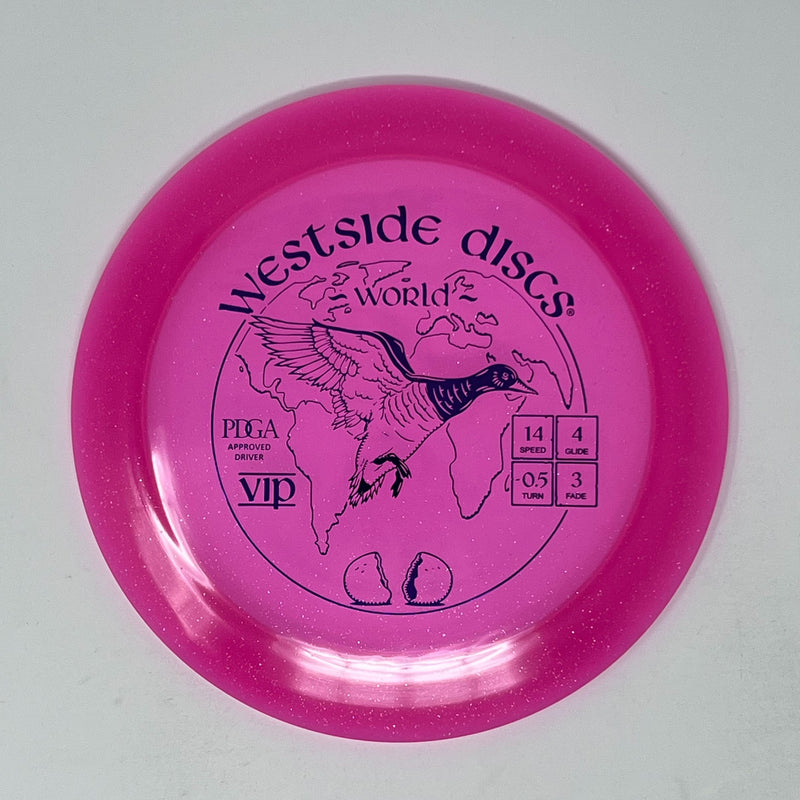 westside discs®
~ world ~
PDGA
APPROVED
DRIVER
VIP
14
SPEED
4
GLIDE
-0.5
TURN
3
FADE